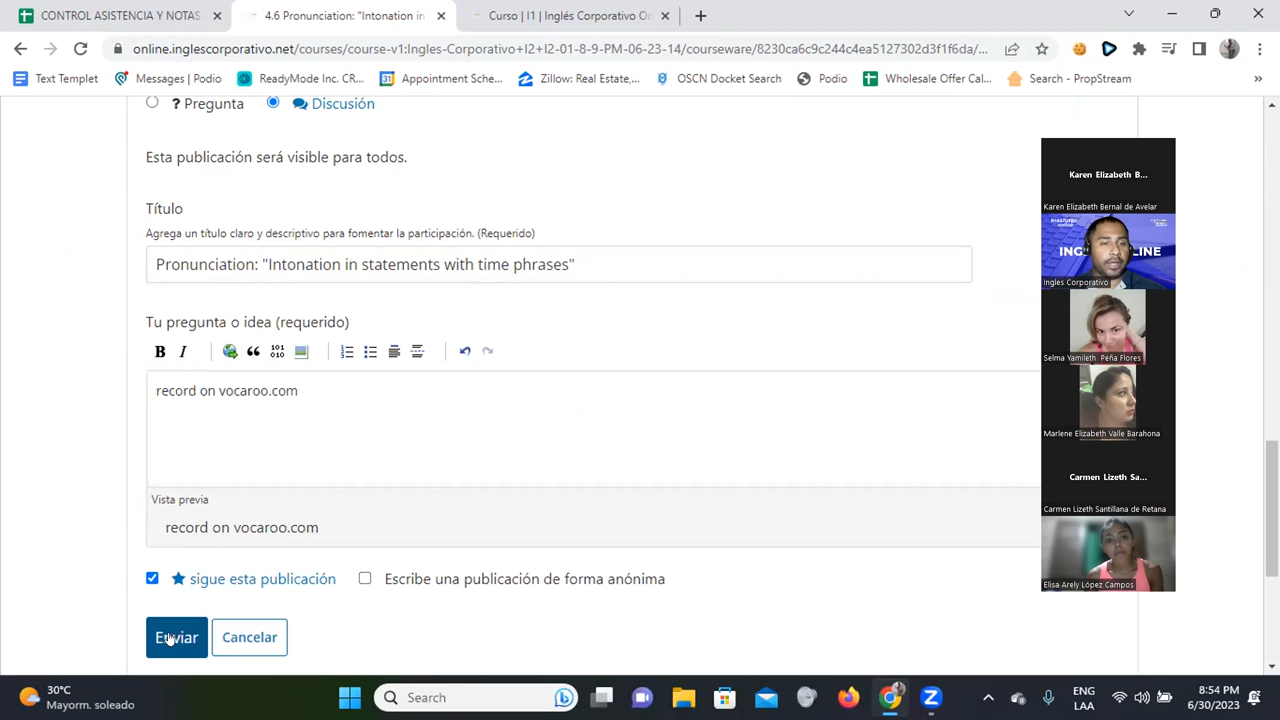 CONTROL ASISTENCIA Y NOTAS
4.6 Pronunciation: "Intonation in
Curso | I1 | Inglés Corporativo On
online.inglescorporativo.net/courses/course-v1:Ingles-Corporativo+I2+I2-01-8-9-PM-06-23-14/courseware/8230ca6c9c244c4ea5127302d3f1f6da/...
Text Templet
Messages | Podio
ReadyMode Inc. CR...
Appointment Sche...
Zillow: Real Estate,...
OSCN Docket Search
Podio
Wholesale Offer Cal...
Search - PropStream
? Pregunta
Discusión
Esta publicación será visible para todos.
Título
Agrega un título claro y descriptivo para fomentar la participación. (Requerido)
Pronunciation: "Intonation in statements with time phrases"
Tu pregunta o idea (requerido)
B I
record on vocaroo.com
Vista previa
record on vocaroo.com
sigue esta publicación
Escribe una publicación de forma anónima
Enviar
Cancelar
Karen Elizabeth B...
Karen Elizabeth Bernal de Avelar
Ingles Corporativo
Selma Yamileth Peña Flores
Marlene Elizabeth Valle Barahona
Carmen Lizeth Sa...
Carmen Lizeth Santillana de Retana
Elisa Arely López Campos
30°C
Mayorm. soleado
Search
ENG
LAA
8:54 PM
6/30/2023